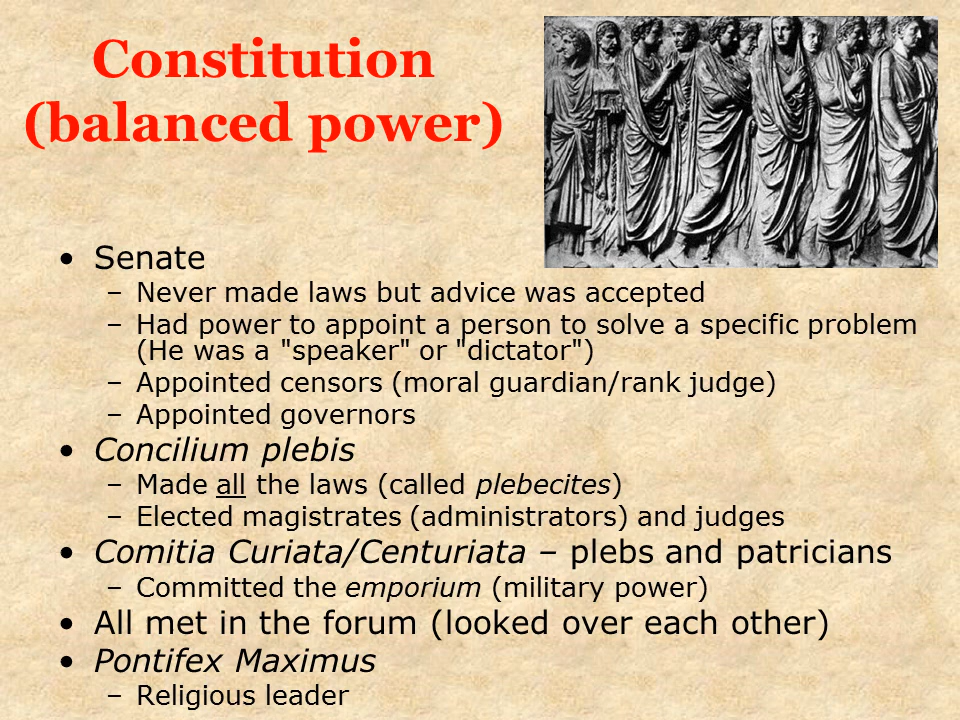 Constitution
(balanced power)
• Senate
– Never made laws but advice was accepted
– Had power to appoint a person to solve a specific problem
(He was a "speaker" or "dictator")
– Appointed censors (moral guardian/rank judge)
– Appointed governors
• Concilium plebis
– Made all the laws (called plebecites)
– Elected magistrates (administrators) and judges
• Comitia Curiata/Centuriata – plebs and patricians
– Committed the emporium (military power)
• All met in the forum (looked over each other)
• Pontifex Maximus
– Religious leader